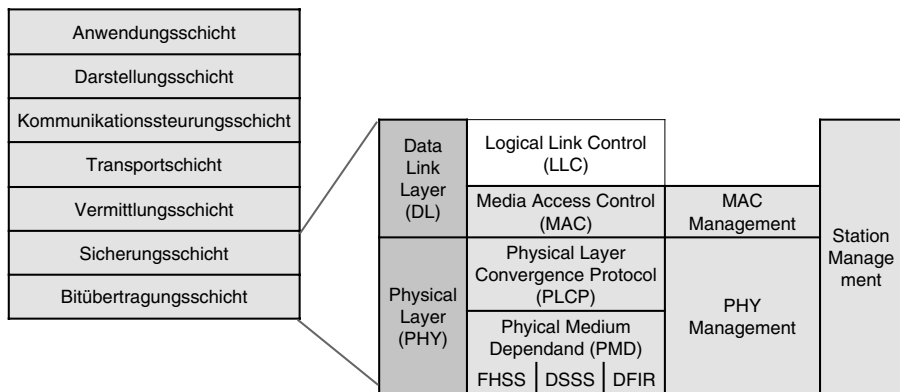 Anwendungsschicht
Darstellungsschicht
Kommunikationssteurungsschicht
Transportschicht
Vermittlungsschicht
Sicherungsschicht
Bitübertragungsschicht
Data
Link
Layer
(DL)
Logical Link Control
(LLC)
Media Access Control
(MAC)
MAC
Management
Station
Manage
ment
Physical
Layer
(PHY)
Physical Layer
Convergence Protocol
(PLCP)
Phyical Medium
Dependand (PMD)
FHSS DSSS DFIR
PHY
Management